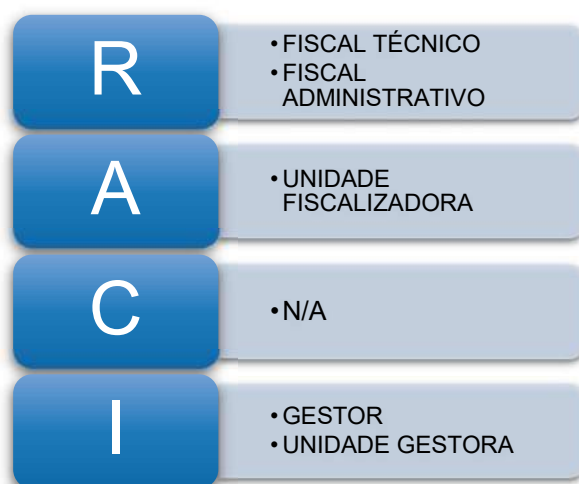 R
•FISCAL TÉCNICO
•FISCAL
ADMINISTRATIVO
A
•UNIDADE
FISCALIZADORA
C
•N/A
I
•GESTOR
•UNIDADE GESTORA